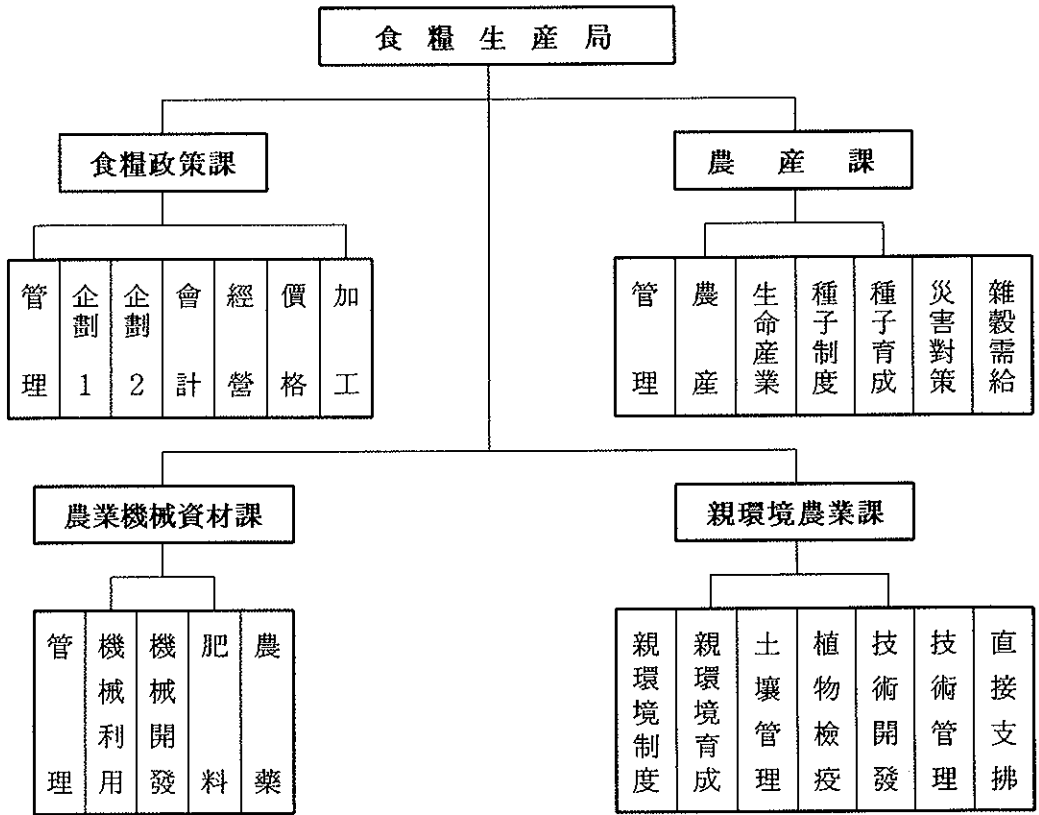 食糧生産局
食糧政策課
農産課
管理
企劃1
企劃2
會計
經營
價格
加工
管理
農産
生命産業
種子制度
種子育成
災害對策
雜穀需給
農業機械資材課
親環境農業課
管理
機械利用
機械開發
肥料
農藥
親環境制度
親環境育成
土壤管理
植物檢疫
技術開發
技術管理
直接支拂